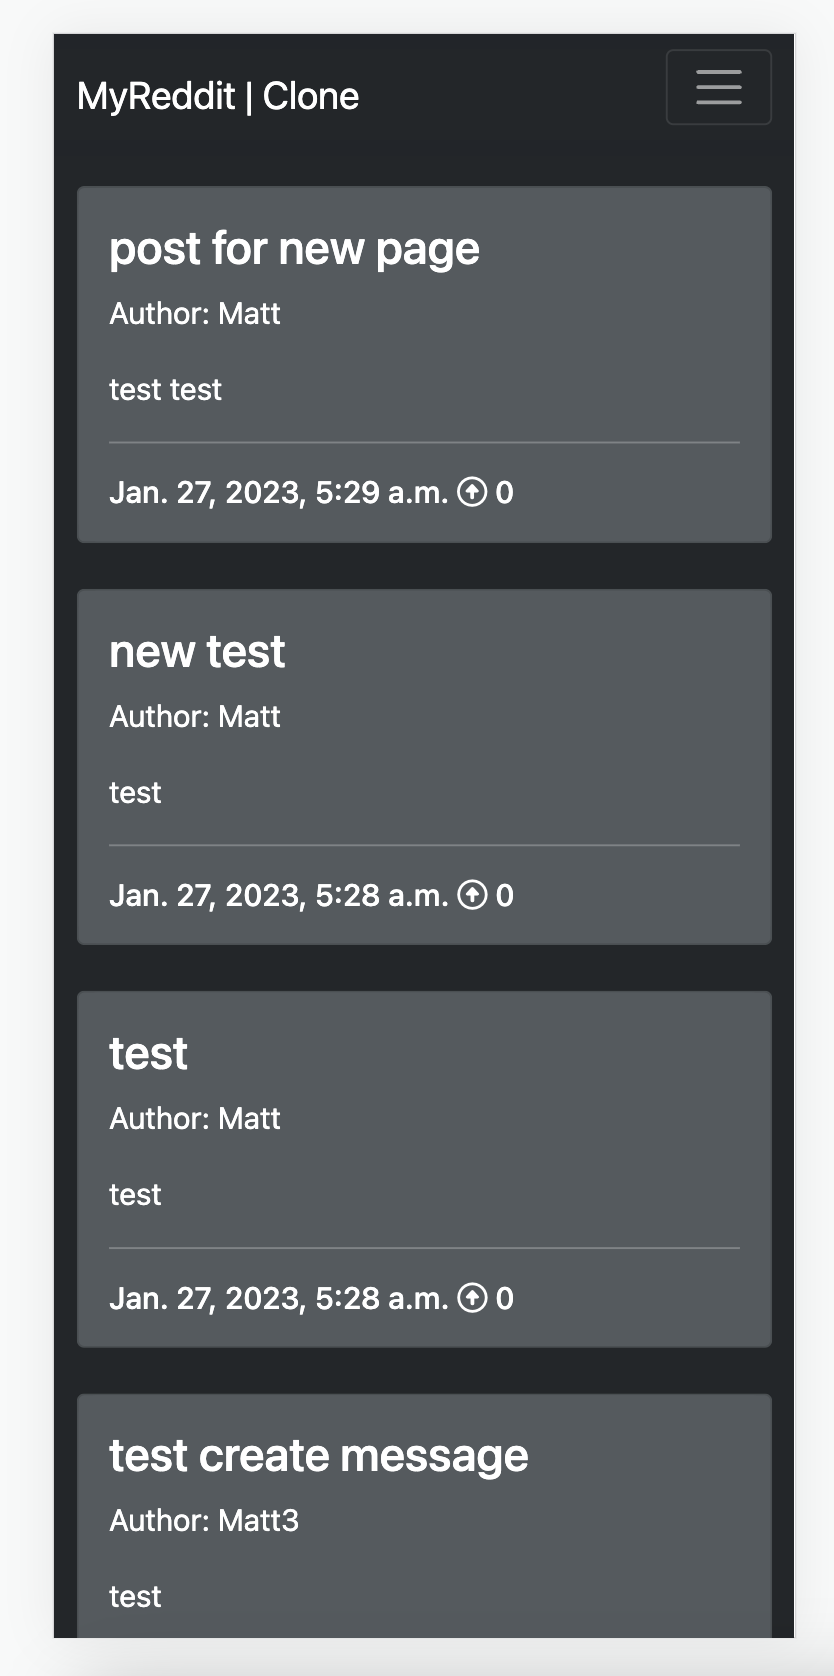 MyReddit | Clone
post for new page
Author: Matt
test test
Jan. 27, 2023, 5:29 a.m. 0
new test
Author: Matt
test
Jan. 27, 2023, 5:28 a.m. 0
test
Author: Matt
test
Jan. 27, 2023, 5:28 a.m. 0
test create message
Author: Matt3
test